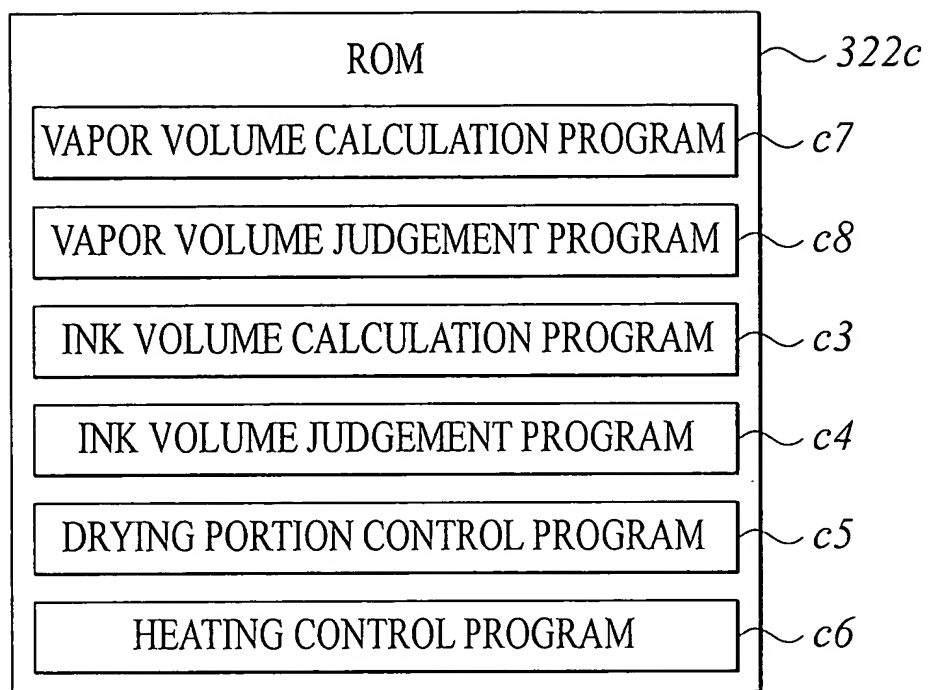 ROM 322c
VAPOR VOLUME CALCULATION PROGRAM c7
VAPOR VOLUME JUDGEMENT PROGRAM c8
INK VOLUME CALCULATION PROGRAM c3
INK VOLUME JUDGEMENT PROGRAM c4
DRYING PORTION CONTROL PROGRAM c5
HEATING CONTROL PROGRAM c6